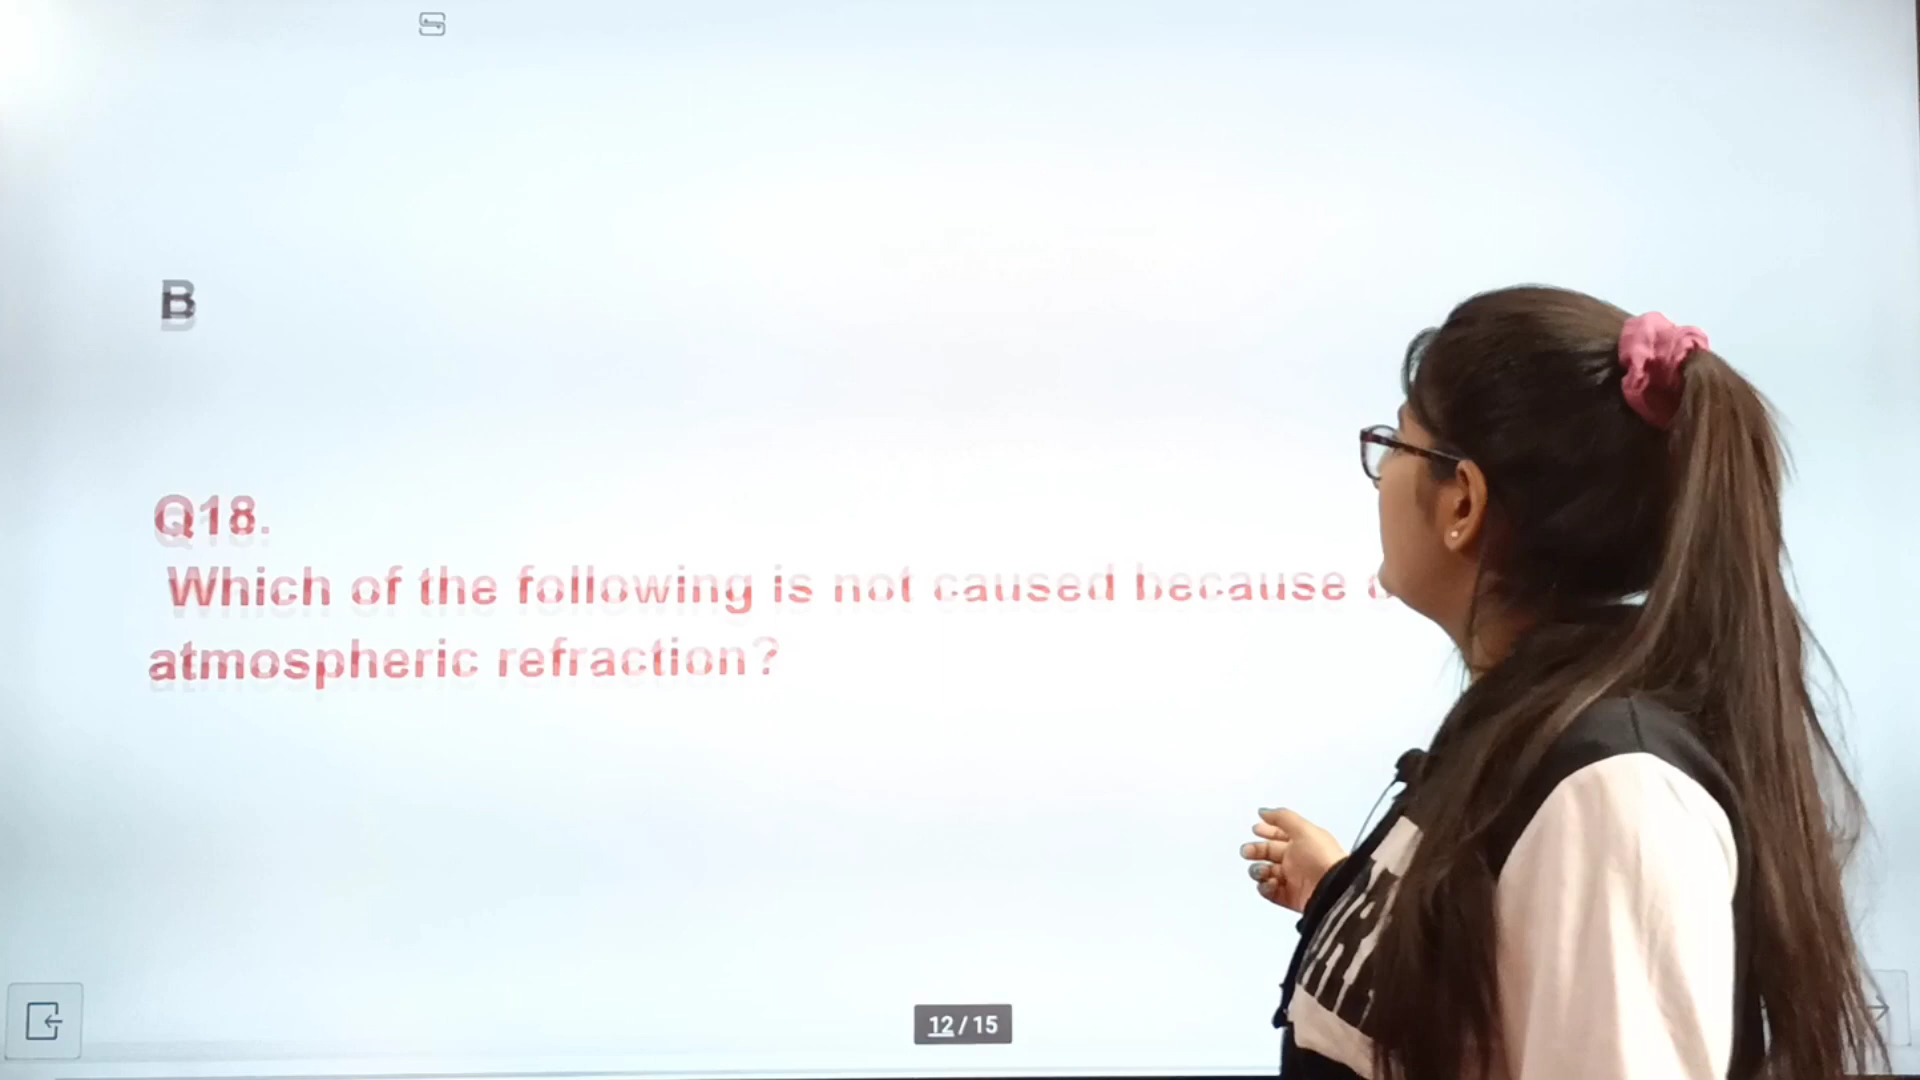 B
Q18.
Which of the following is not caused because
atmospheric refraction?
12 / 15